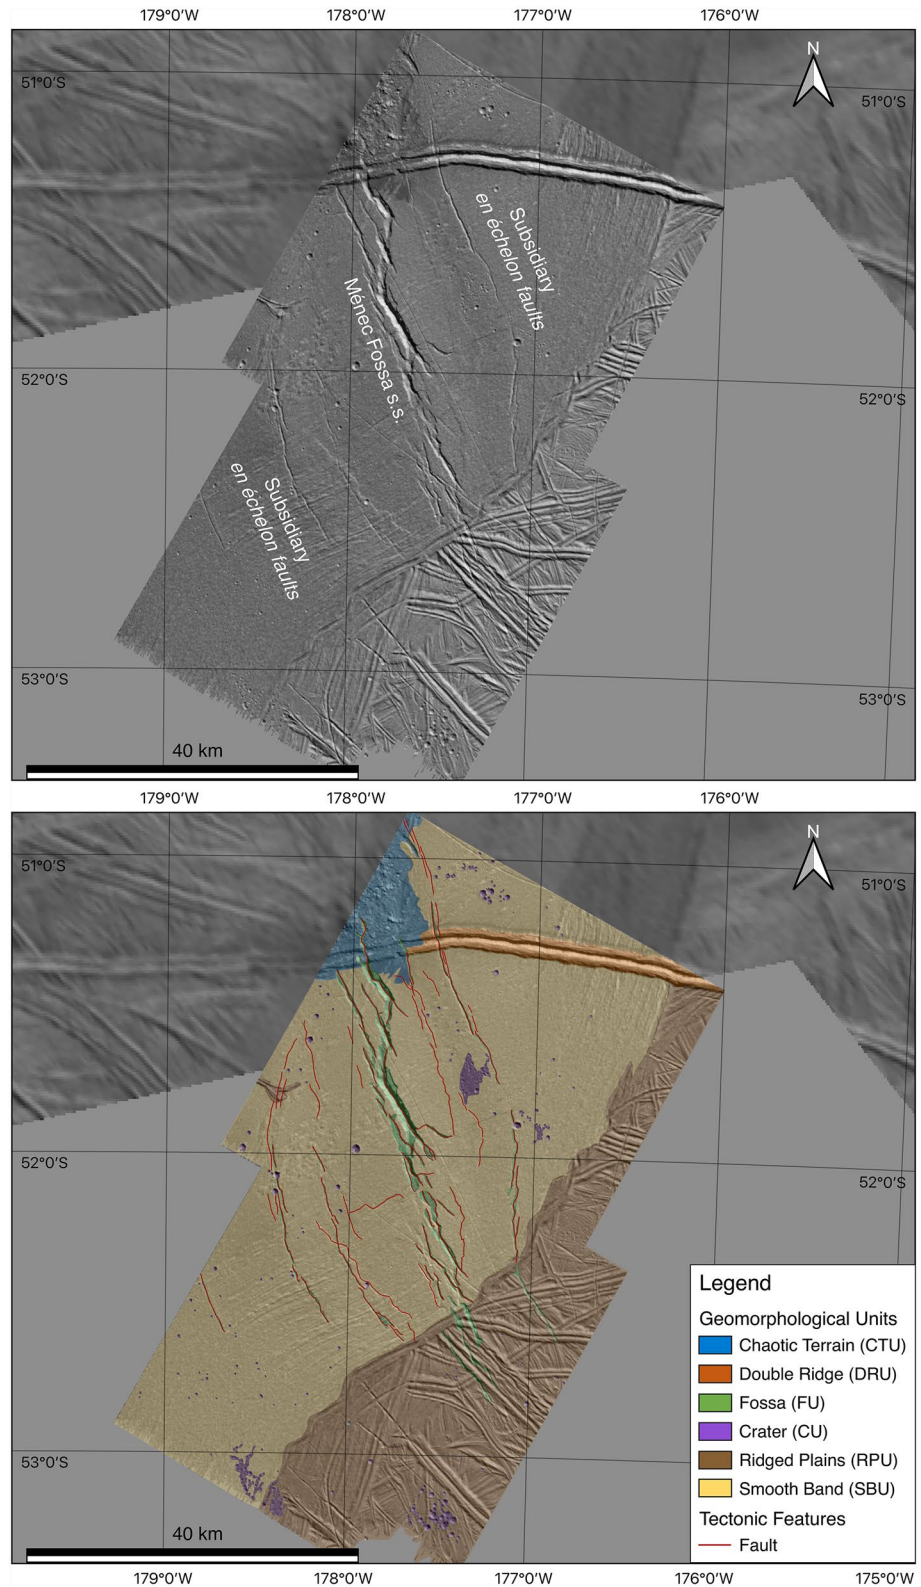 179°0'W 178°0'W 177°0'W 176°0'W
N
51°0'S 51°0'S
Subsidiary
en échelon faults
Ménec Fossa s.s.
52°0'S 52°0'S
Subsidiary
en échelon faults
53°0'S 53°0'S
40 km
179°0'W 178°0'W 177°0'W 176°0'W
N
51°0'S 51°0'S
52°0'S 52°0'S
Legend
Geomorphological Units
Chaotic Terrain (CTU)
Double Ridge (DRU)
Fossa (FU)
Crater (CU)
53°0'S
Ridged Plains (RPU)
Smooth Band (SBU)
Tectonic Features
40 km
Fault
179°0'W 178°0'W 177°0'W 176°0'W 175°0'W